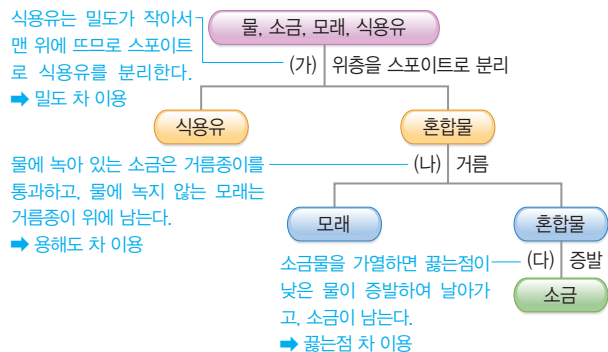 식용유는 밀도가 작아서
맨 위에 뜨므로 스포이트
로 식용유를 분리한다.
➡ 밀도 차 이용
물, 소금, 모래, 식용유
(가) 위층을 스포이트로 분리
식용유
혼합물
물에 녹아 있는 소금은 거름종이를
통과하고, 물에 녹지 않는 모래는
거름종이 위에 남는다.
➡ 용해도 차 이용
(나) 거름
모래
혼합물
소금물을 가열하면 끓는점이
낮은 물이 증발하여 날아가
고, 소금이 남는다.
➡ 끓는점 차 이용
(다) 증발
소금